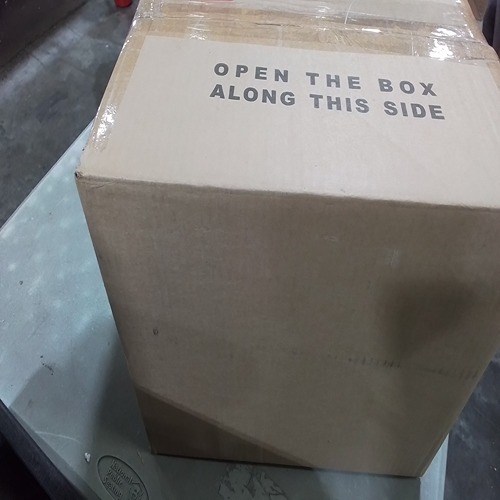 OPEN THE BOX
ALONG THIS SIDE